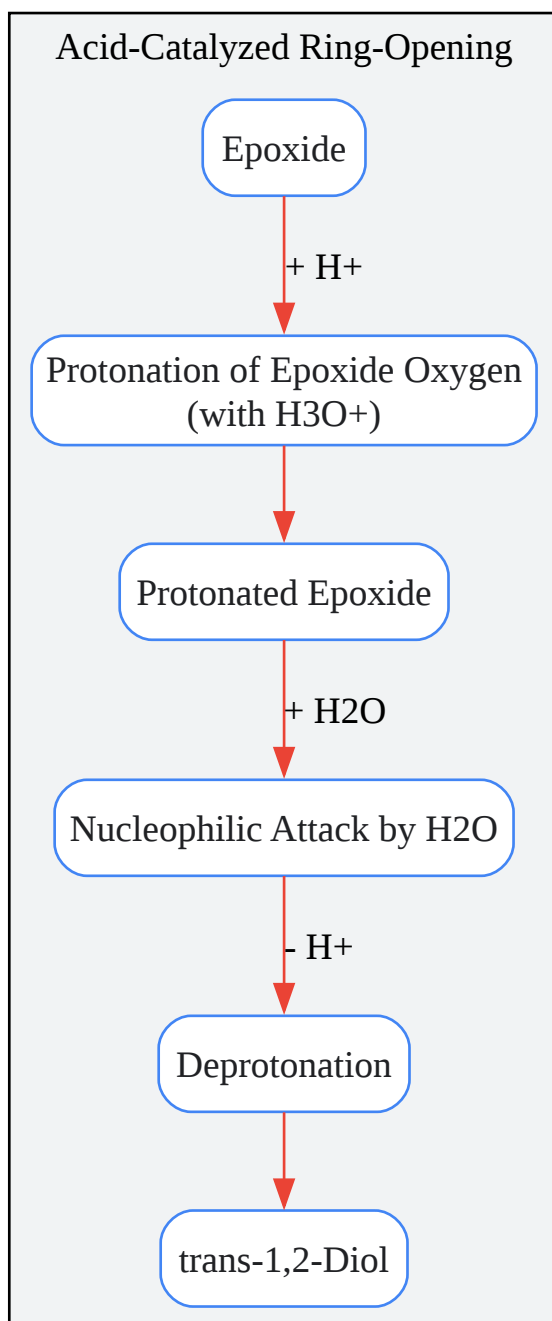 Acid-Catalyzed Ring-Opening
Epoxide
+ H+
Protonation of Epoxide Oxygen
(with H3O+)
Protonated Epoxide
+ H2O
Nucleophilic Attack by H2O
- H+
Deprotonation
trans-1,2-Diol